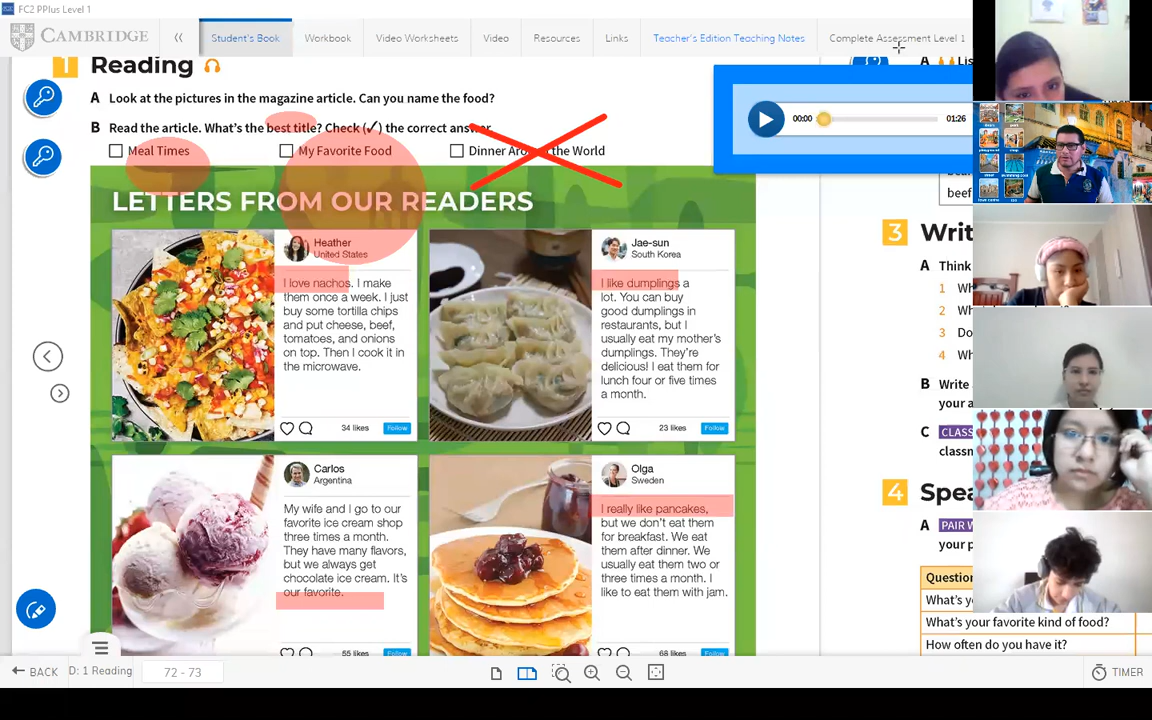 FC2 PPlus Level 1
CAMBRIDGE
Student's Book
Workbook
Video Worksheets
Video
Resources
Links
Teacher's Edition Teaching Notes
Complete Assessment Level 1
1 Reading
A Look at the pictures in the magazine article. Can you name the food?
B Read the article. What's the best title? Check (✓) the correct answer.
Meal Times
My Favorite Food
Dinner Around the World
LETTERS FROM OUR READERS
Heather
United States
I love nachos. I make
them once a week. I just
buy some tortilla chips
and put cheese, beef,
tomatoes, and onions
on top. Then I cook it in
the microwave.
34 likes
Follow
Jae-sun
South Korea
I like dumplings a
lot. You can buy
good dumplings in
restaurants, but I
usually eat my mother's
dumplings. They're
delicious! I eat them for
lunch four or five times
a month.
23 likes
Follow
Carlos
Argentina
My wife and I go to our
favorite ice cream shop
three times a month.
They have many flavors,
but we always get
chocolate ice cream. It's
our favorite.
55 likes
Follow
Olga
Sweden
I really like pancakes,
but we don't eat them
for breakfast. We eat
them after dinner. We
usually eat them two or
three times a month. I
like to eat them with jam.
68 likes
Follow
A Lis
00:00
01:26
beef
3 Writ
A Think
1 Wh
2 Wh
3 Do
4 Wh
B Write
your a
C CLASS
classm
4 Spea
A PAIR W
your p
Question
What's yo
What's your favorite kind of food?
How often do you have it?
BACK
D: 1 Reading
72 - 73
TIMER